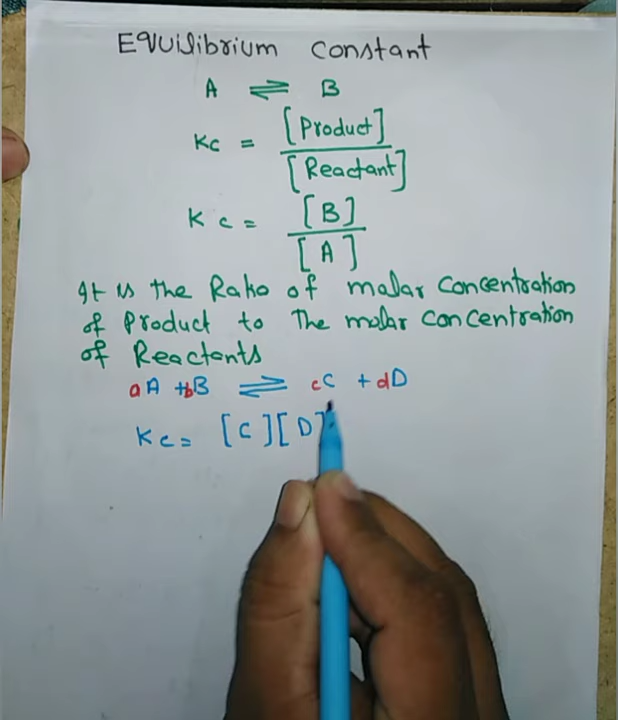 Equilibrium Constant
A ⇌ B
Kc = [Product]
[Reactant]
Kc = [B]
[A]
It is the Ratio of molar Concentration
of Product to The molar Concentration
of Reactants
aA + bB ⇌ cC + dD
Kc = [C][D]